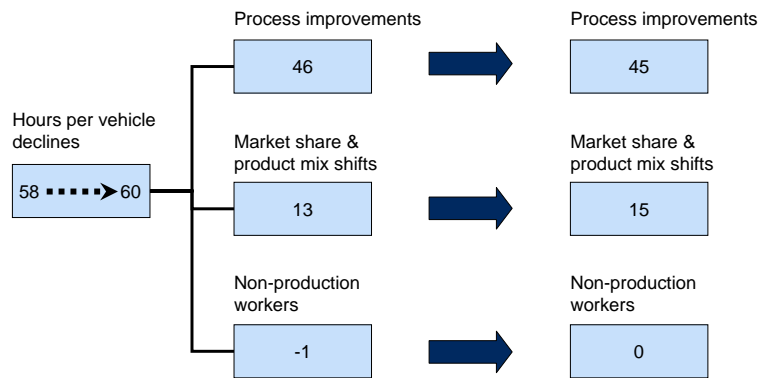 Process improvements
Process improvements
46
45
Hours per vehicle
declines
58
60
Market share &
product mix shifts
Market share &
product mix shifts
13
15
Non-production
workers
Non-production
workers
-1
0